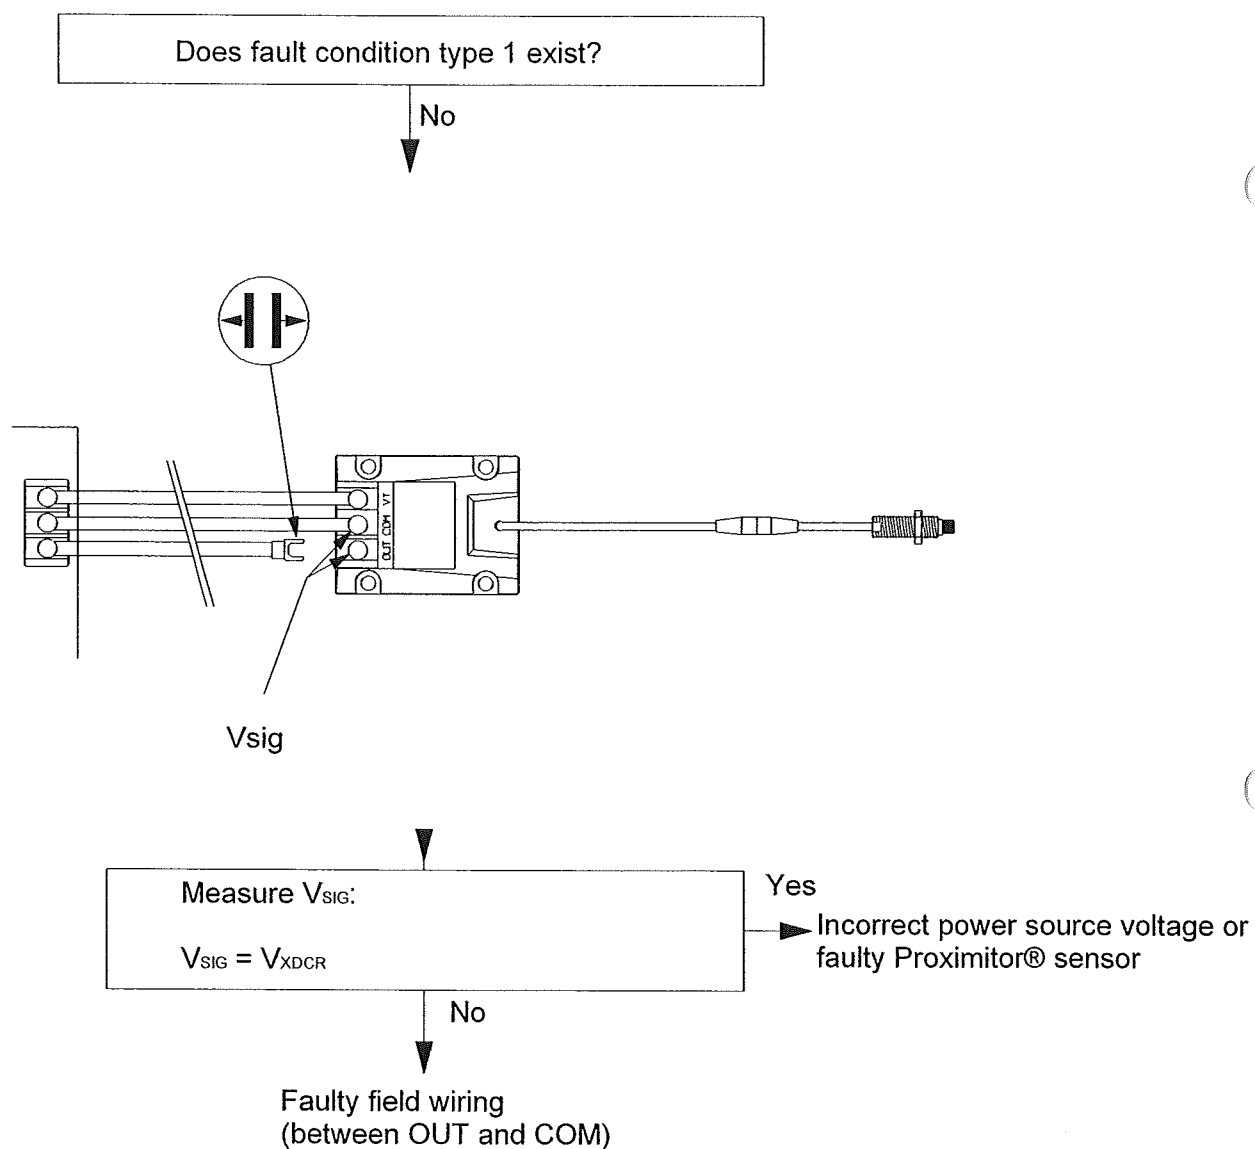 Does fault condition type 1 exist?
No
VT
COM
OUT
Vsig
Measure VSIG:
VSIG = VXDCR
Yes
Incorrect power source voltage or
faulty Proximitor® sensor
No
Faulty field wiring
(between OUT and COM)